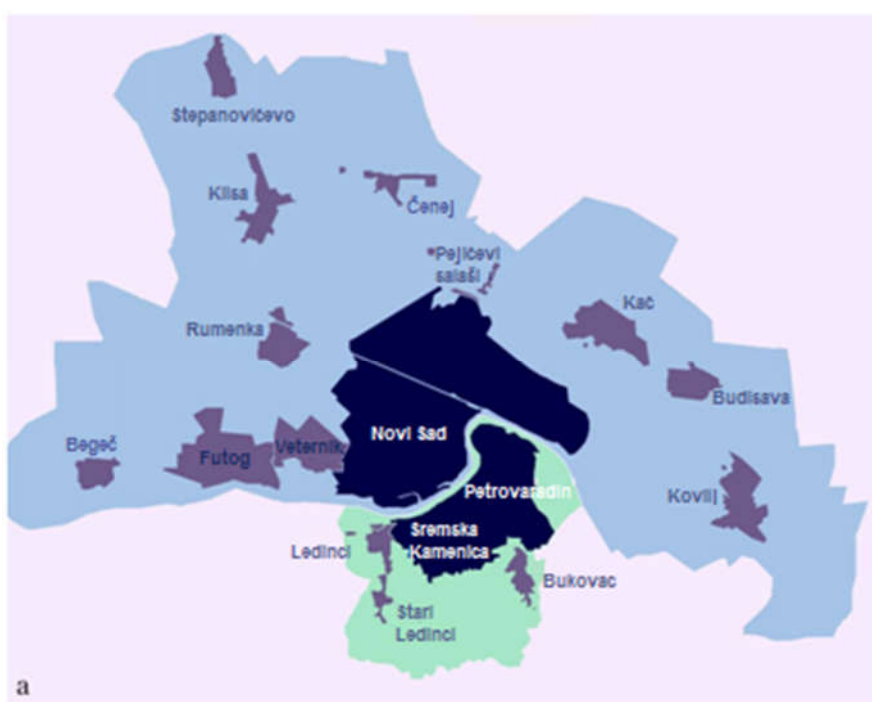 Stepanovićevo
Klisa
Čenej
Pejićevi
salaši
Kać
Rumenka
Budisava
Novi Sad
Begeč
Futog
Veternik
Petrovaradin
Kovilj
Sremska
Kamenica
Ledinci
Bukovac
Stari
Ledinci
a